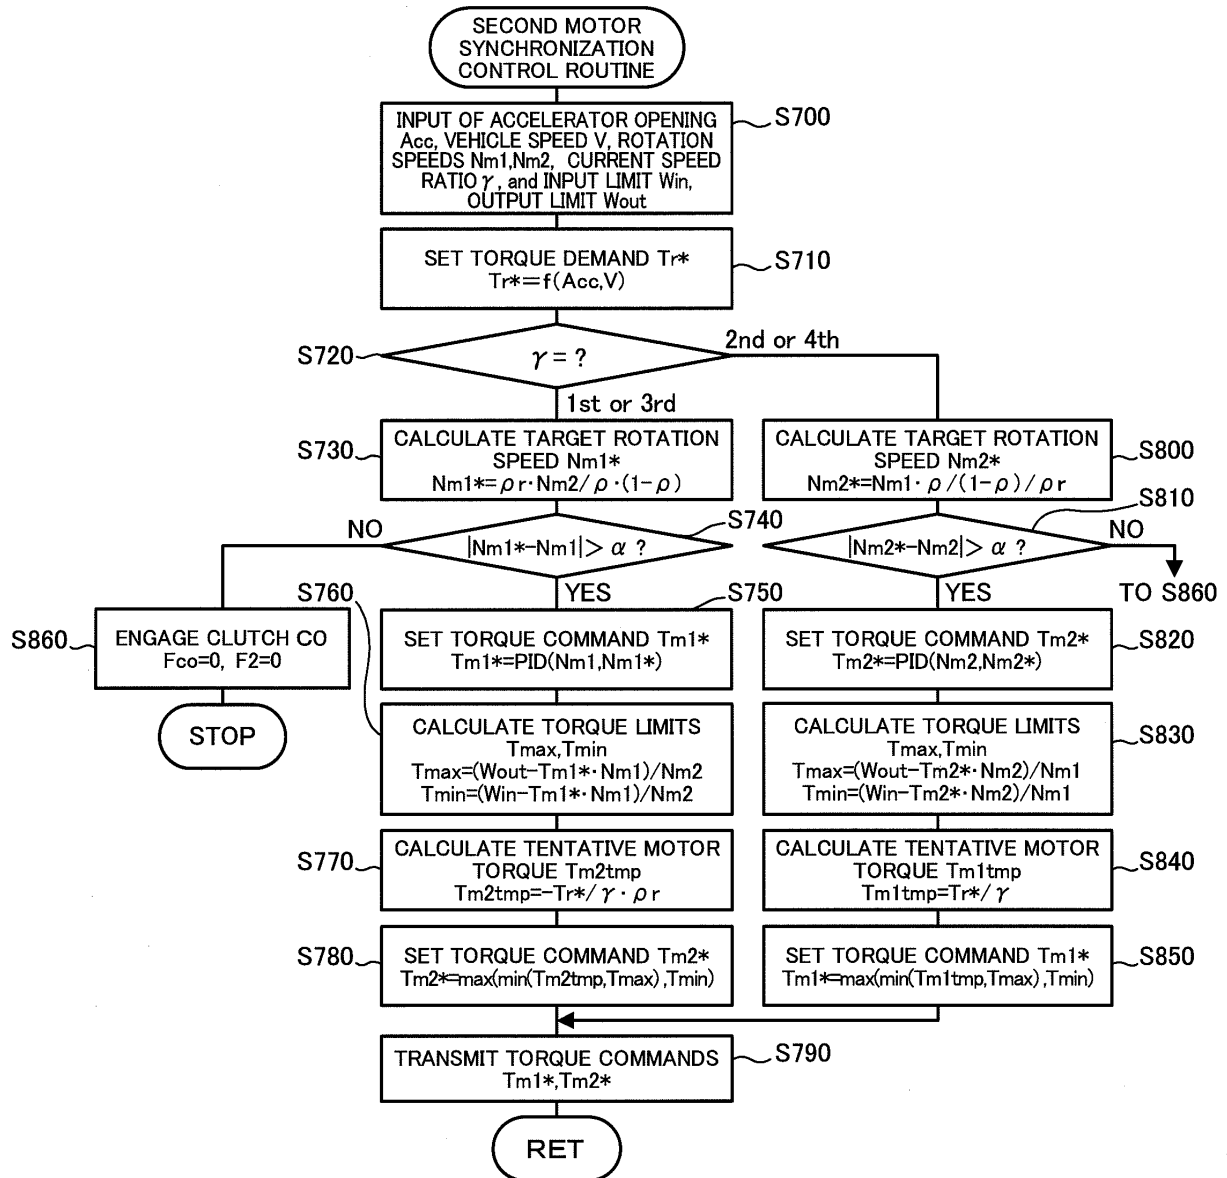 SECOND MOTOR
SYNCHRONIZATION
CONTROL ROUTINE
INPUT OF ACCELERATOR OPENING
Acc, VEHICLE SPEED V, ROTATION
SPEEDS Nm1,Nm2, CURRENT SPEED
RATIO γ, and INPUT LIMIT Win,
OUTPUT LIMIT Wout
S700
SET TORQUE DEMAND Tr*
Tr*=f(Acc,V)
S710
S720
γ = ?
2nd or 4th
1st or 3rd
S730
CALCULATE TARGET ROTATION
SPEED Nm1*
Nm1*=ρr·Nm2/ρ·(1-ρ)
CALCULATE TARGET ROTATION
SPEED Nm2*
Nm2*=Nm1·ρ/(1-ρ)/ρr
S800
S740
|Nm1*-Nm1|>α ?
NO
YES
S810
|Nm2*-Nm2|>α ?
NO
YES
TO S860
S860
ENGAGE CLUTCH CO
Fco=0, F2=0
STOP
S750
SET TORQUE COMMAND Tm1*
Tm1*=PID(Nm1,Nm1*)
SET TORQUE COMMAND Tm2*
Tm2*=PID(Nm2,Nm2*)
S820
S760
CALCULATE TORQUE LIMITS
Tmax,Tmin
Tmax=(Wout-Tm1*·Nm1)/Nm2
Tmin=(Win-Tm1*·Nm1)/Nm2
CALCULATE TORQUE LIMITS
Tmax,Tmin
Tmax=(Wout-Tm2*·Nm2)/Nm1
Tmin=(Win-Tm2*·Nm2)/Nm1
S830
S770
CALCULATE TENTATIVE MOTOR
TORQUE Tm2tmp
Tm2tmp=-Tr*/γ·ρr
CALCULATE TENTATIVE MOTOR
TORQUE Tm1tmp
Tm1tmp=Tr*/γ
S840
S780
SET TORQUE COMMAND Tm2*
Tm2*=max(min(Tm2tmp,Tmax),Tmin)
SET TORQUE COMMAND Tm1*
Tm1*=max(min(Tm1tmp,Tmax),Tmin)
S850
TRANSMIT TORQUE COMMANDS
Tm1*,Tm2*
S790
RET